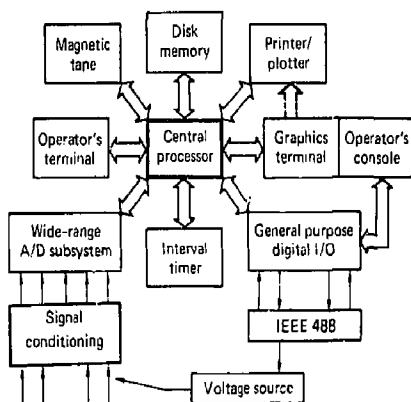 Magnetic
tape
Disk
memory
Printer/
plotter
Operator's
terminal
Central
processor
Graphics
terminal
Operator's
console
Wide-range
A/D subsystem
Interval
timer
General purpose
digital I/O
Signal
conditioning
IEEE 488
Voltage source